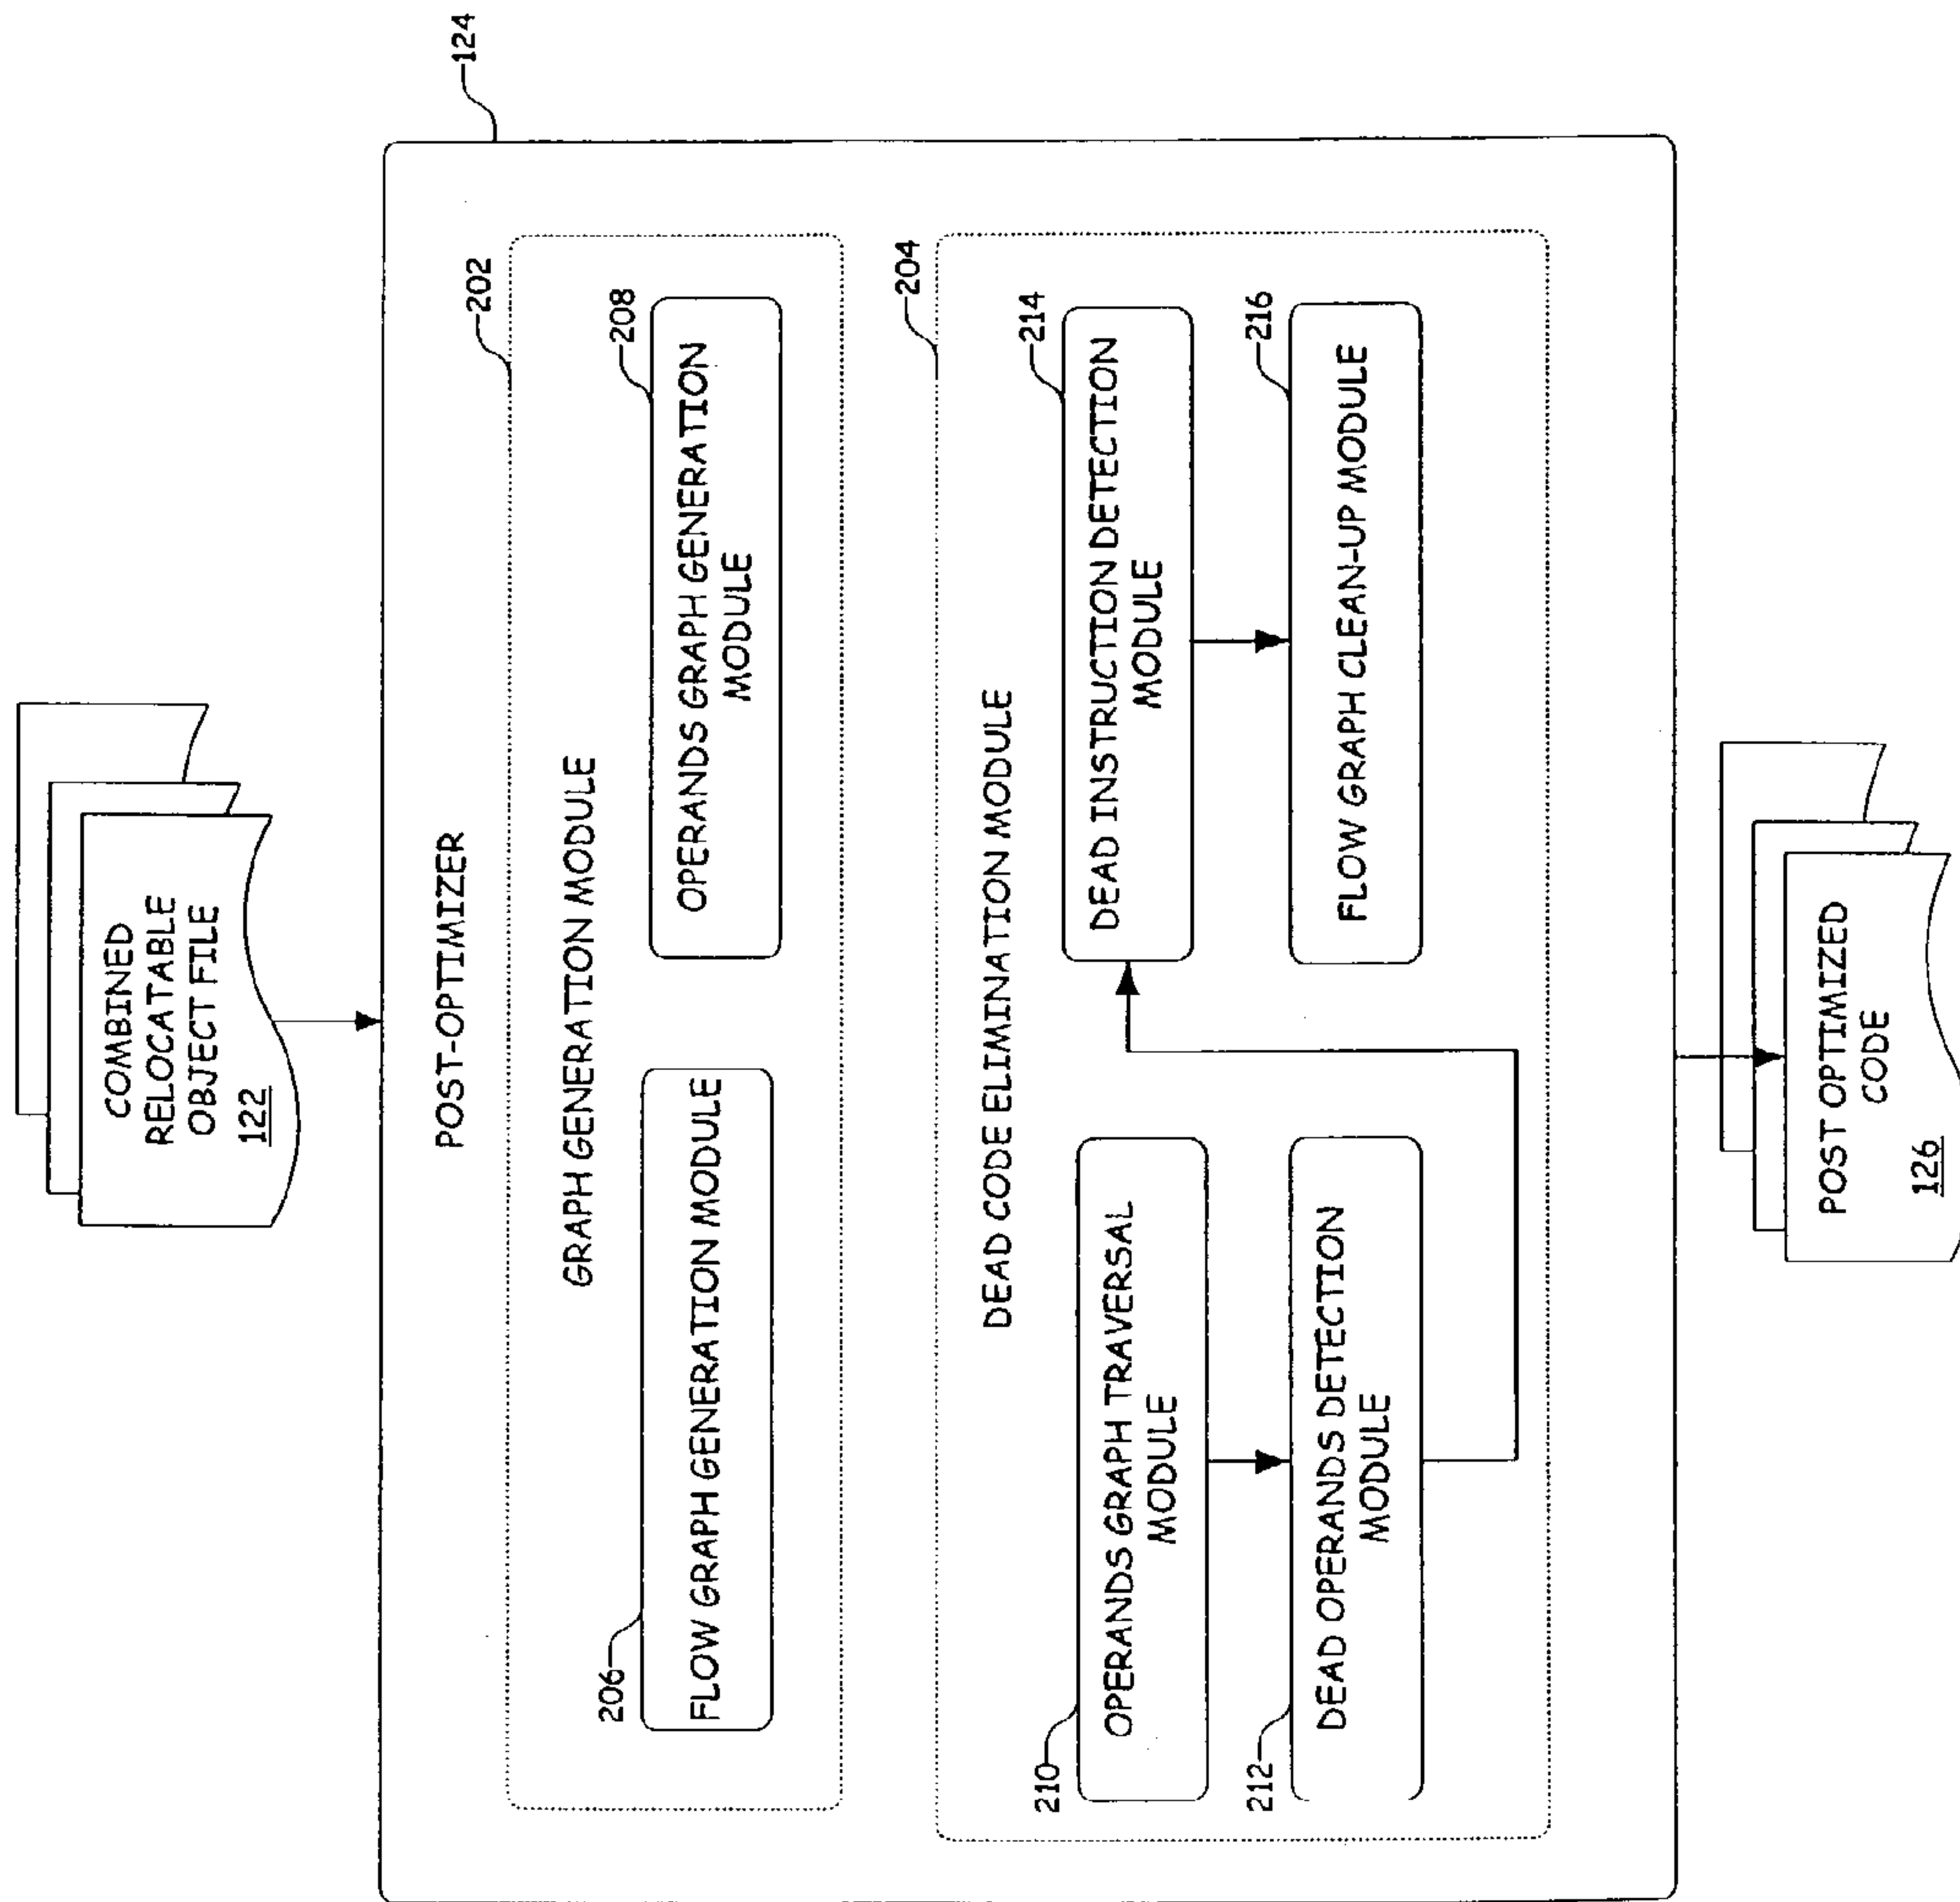 COMBINED
RELOCATABLE
OBJECT FILE
122
124
POST-OPTIMIZER
202
GRAPH GENERATION MODULE
206
FLOW GRAPH GENERATION MODULE
208
OPERANDS GRAPH GENERATION
MODULE
204
DEAD CODE ELIMINATION MODULE
210
OPERANDS GRAPH TRAVERSAL
MODULE
212
DEAD OPERANDS DETECTION
MODULE
214
DEAD INSTRUCTION DETECTION
MODULE
216
FLOW GRAPH CLEAN-UP MODULE
POST OPTIMIZED
CODE
126